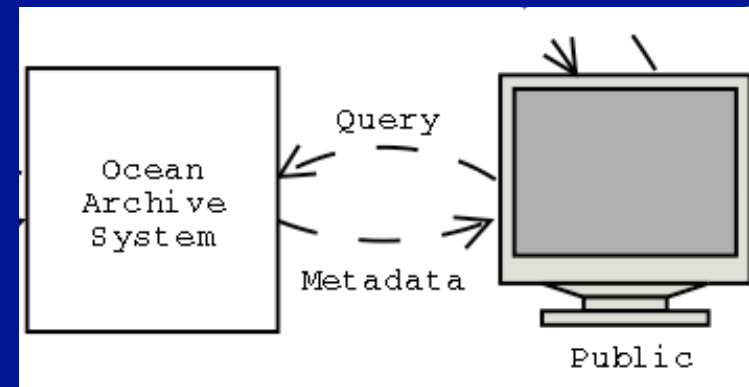 Query
Ocean
Archive
System
Metadata
Public